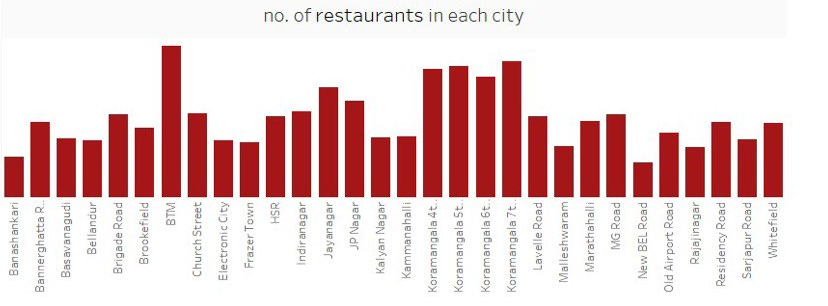 no. of restaurants in each city
Banashankari
Bannerghatta R..
Basavanagudi
Bellandur
Brigade Road
Brookefield
BTM
Church Street
Electronic City
Frazer Town
HSR
Indiranagar
Jayanagar
JP Nagar
Kalyan Nagar
Kammanahalli
Koramangala 4t..
Koramangala 5t..
Koramangala 6t..
Koramangala 7t..
Lavelle Road
Malleshwaram
Marathahalli
MG Road
New BEL Road
Old Airport Road
Rajajinagar
Residency Road
Sarjapur Road
Whitefield